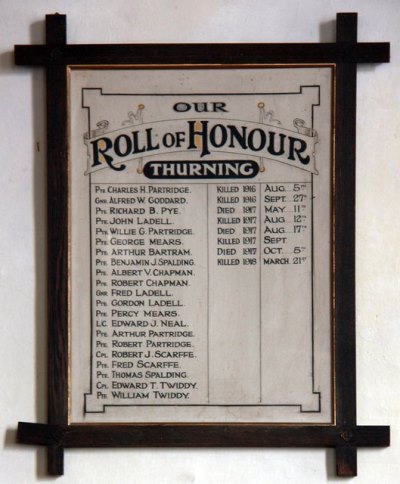 OUR
ROLL OF HONOUR
THURNING
PTE CHARLES H. PARTRIDGE. KILLED 1916 AUG. 5TH
GNR ALFRED W. GODDARD. KILLED 1916 SEPT. 27TH
PTE RICHARD B. PYE. DIED 1917 MAY 11TH
PTE JOHN LADELL. KILLED 1917 AUG. 12TH
PTE WILLIE G. PARTRIDGE. DIED 1917 AUG. 17TH
PTE GEORGE MEARS. KILLED 1917 SEPT.
PTE ARTHUR BARTRAM. DIED 1917 OCT. 5TH
PTE BENJAMIN J. SPALDING. KILLED 1918 MARCH 21ST
PTE ALBERT V. CHAPMAN.
PTE ROBERT CHAPMAN.
GNR FRED LADELL.
PTE GORDON LADELL.
PTE PERCY MEARS.
L.C. EDWARD J. NEAL.
PTE ARTHUR PARTRIDGE.
PTE ROBERT PARTRIDGE.
CPL ROBERT J. SCARFFE.
PTE FRED SCARFFE.
PTE THOMAS SPALDING.
CPL EDWARD T. TWIDDY.
PTE WILLIAM TWIDDY.